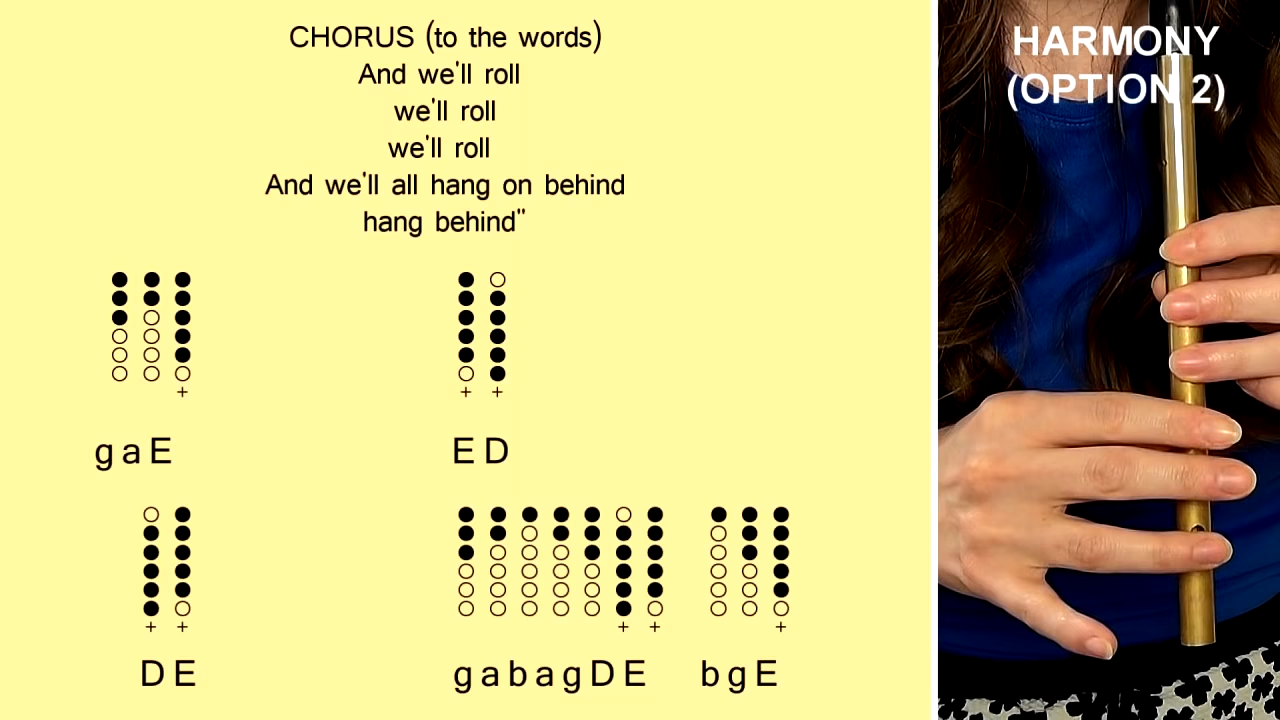 CHORUS (to the words)
And we'll roll
we'll roll
we'll roll
And we'll all hang on behind
hang behind"
HARMONY
(OPTION 2)
+
+ +
g a E
E D
+ +
+ +
+
D E
g a b a g D E
b g E